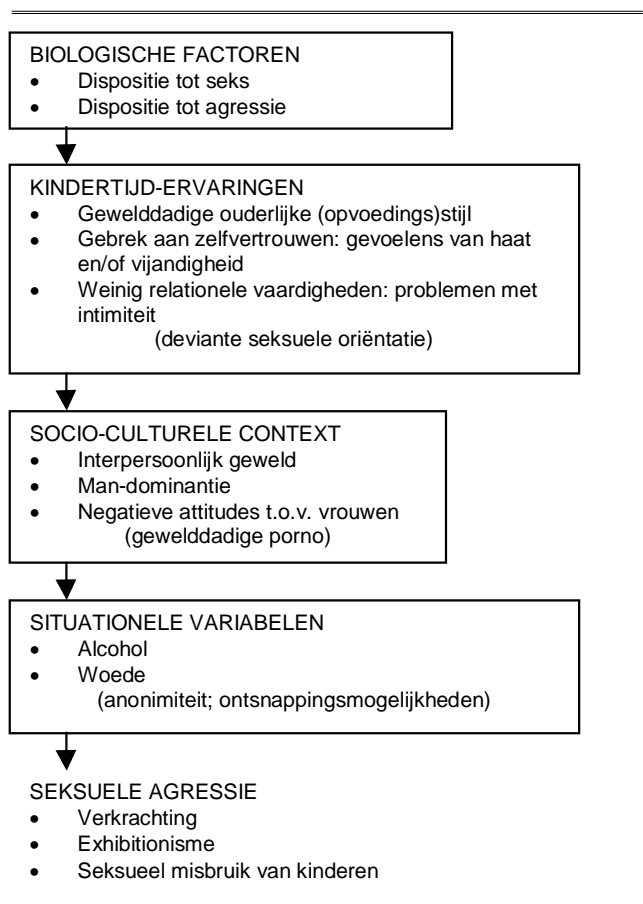 BIOLOGISCHE FACTOREN
• Dispositie tot seks
• Dispositie tot agressie
KINDERTIJD-ERVARINGEN
• Gewelddadige ouderlijke (opvoedings)stijl
• Gebrek aan zelfvertrouwen: gevoelens van haat
en/of vijandigheid
• Weinig relationele vaardigheden: problemen met
intimiteit
(deviante seksuele oriëntatie)
SOCIO-CULTURELE CONTEXT
• Interpersoonlijk geweld
• Man-dominantie
• Negatieve attitudes t.o.v. vrouwen
(gewelddadige porno)
SITUATIONELE VARIABELEN
• Alcohol
• Woede
(anonimiteit; ontsnappingsmogelijkheden)
SEKSUELE AGRESSIE
• Verkrachting
• Exhibitionisme
• Seksueel misbruik van kinderen